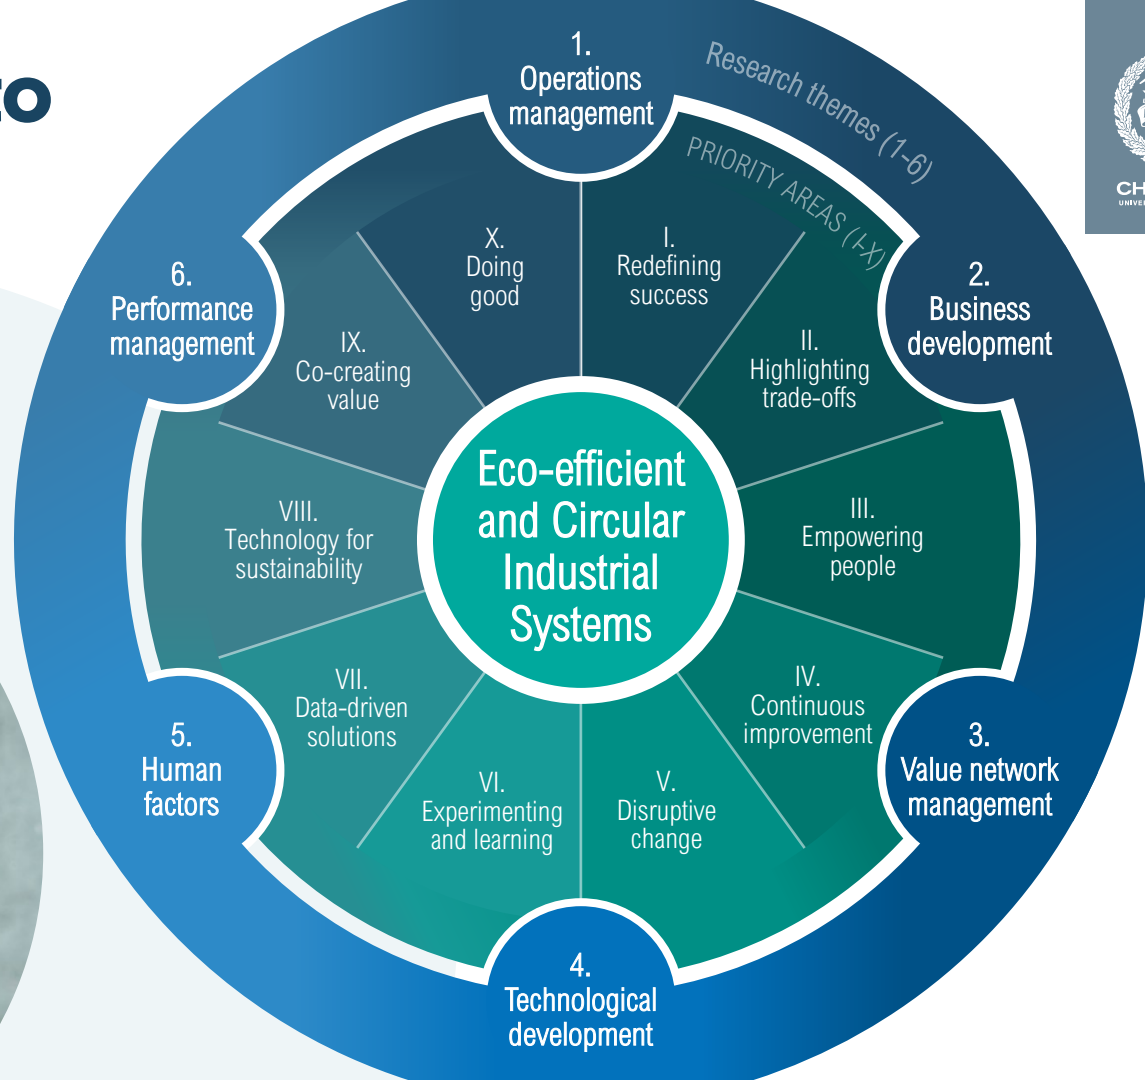 1.
Operations
management
Research themes (1-6)
PRIORITY AREAS (I-X)
2.
Business
development
3.
Value network
management
4.
Technological
development
5.
Human
factors
6.
Performance
management
I.
Redefining
success
II.
Highlighting
trade-offs
III.
Empowering
people
IV.
Continuous
improvement
V.
Disruptive
change
VI.
Experimenting
and learning
VII.
Data-driven
solutions
VIII.
Technology for
sustainability
IX.
Co-creating
value
X.
Doing
good
Eco-efficient
and Circular
Industrial
Systems